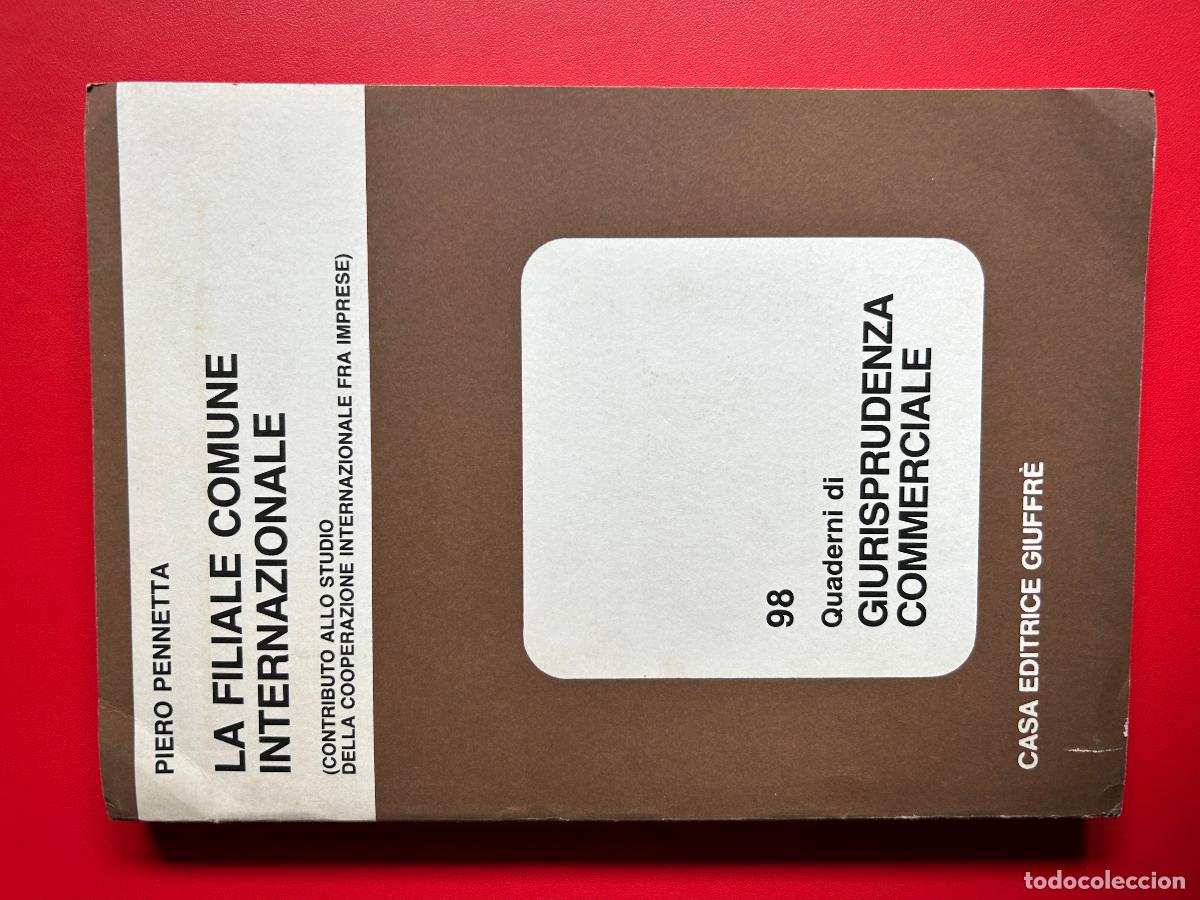 PIERO PENNETTA
LA FILIALE COMUNE
INTERNAZIONALE
(CONTRIBUTO ALLO STUDIO
DELLA COOPERAZIONE INTERNAZIONALE FRA IMPRESE)
98
Quaderni di
GIURISPRUDENZA
COMMERCIALE
CASA EDITRICE GIUFFRÈ
todocoleccion